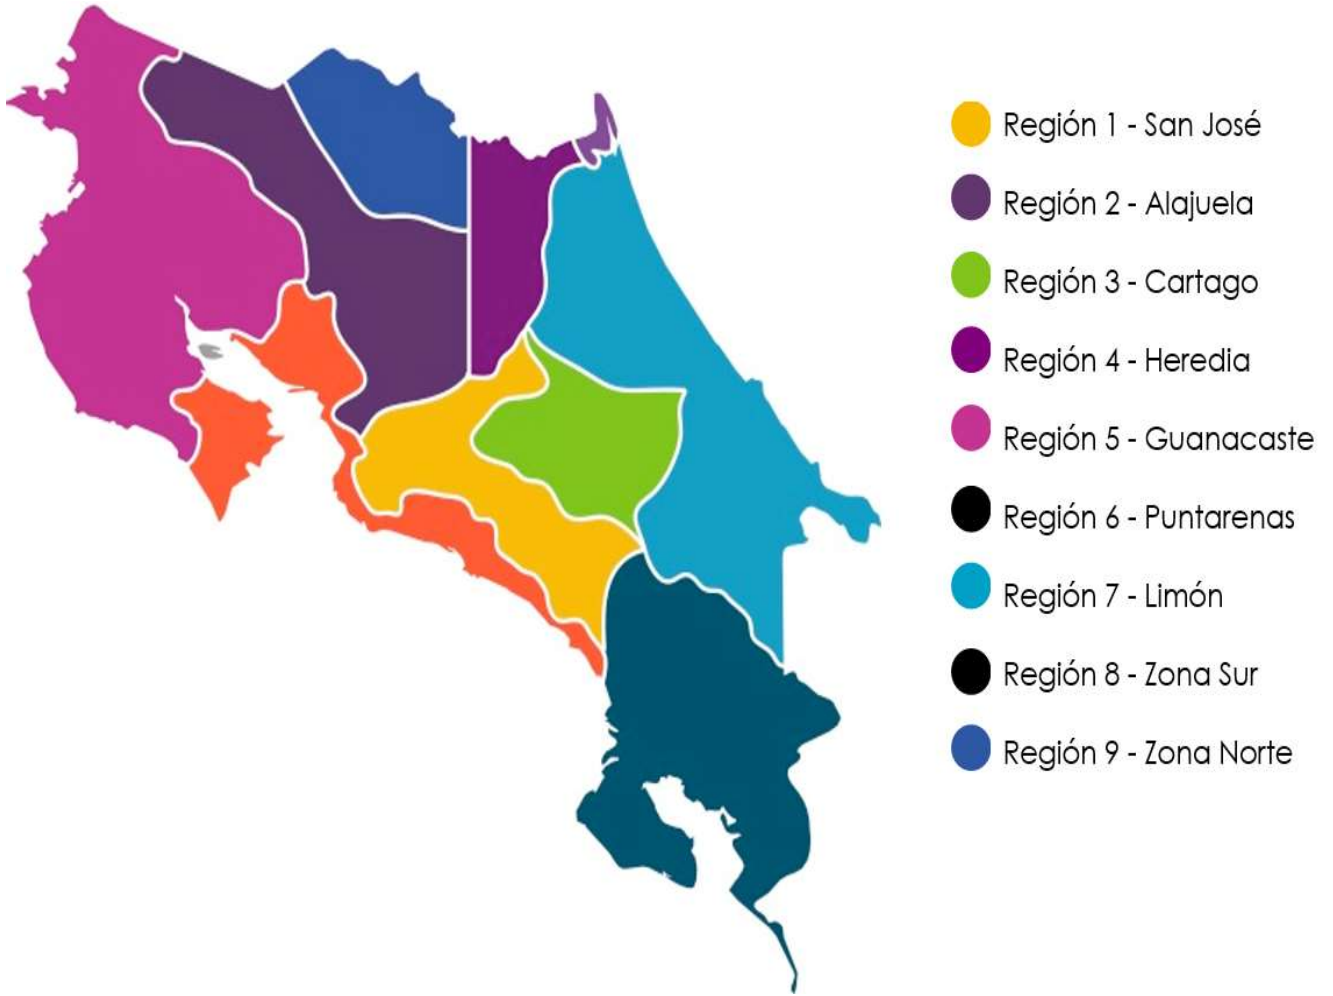 Región 1 - San José
Región 2 - Alajuela
Región 3 - Cartago
Región 4 - Heredia
Región 5 - Guanacaste
Región 6 - Puntarenas
Región 7 - Limón
Región 8 - Zona Sur
Región 9 - Zona Norte